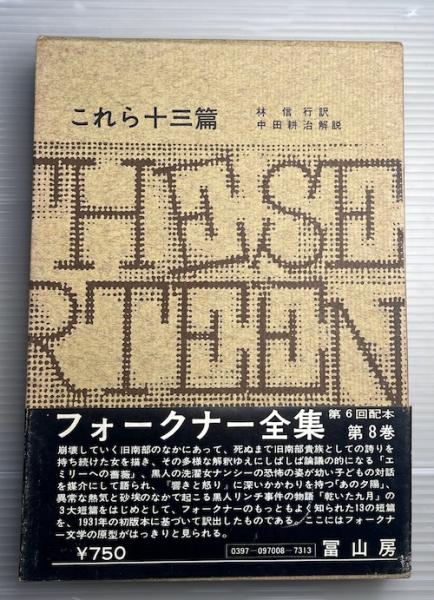 これら十三篇
林 信 行 訳
中田耕治解説
THESE
RTEEN
フォークナー全集
第6回配本
第8巻
崩壊していく旧南部のなかにあって、死ぬまで旧南部貴族としての誇りを
持ち続けた女を描き、その多様な解釈ゆえにしばしば論議の的になる「エ
ミリーへの薔薇」、黒人の洗濯女ナンシーの恐怖の姿が幼い子どもの対話
を媒介にして語られ、「響きと怒り」に深いかかわりを持つ「あの夕陽」、
異常な熱気と砂埃のなかで起こる黒人リンチ事件の物語「乾いた九月」の
3大短篇をはじめとして、フォークナーのもっともよく知られた13の短篇
を、1931年の初版本に基づいて訳出したものである。ここにはフォークナ
ー文学の原型がはっきりと見られる。
¥750
0397-097008-7313
冨山房